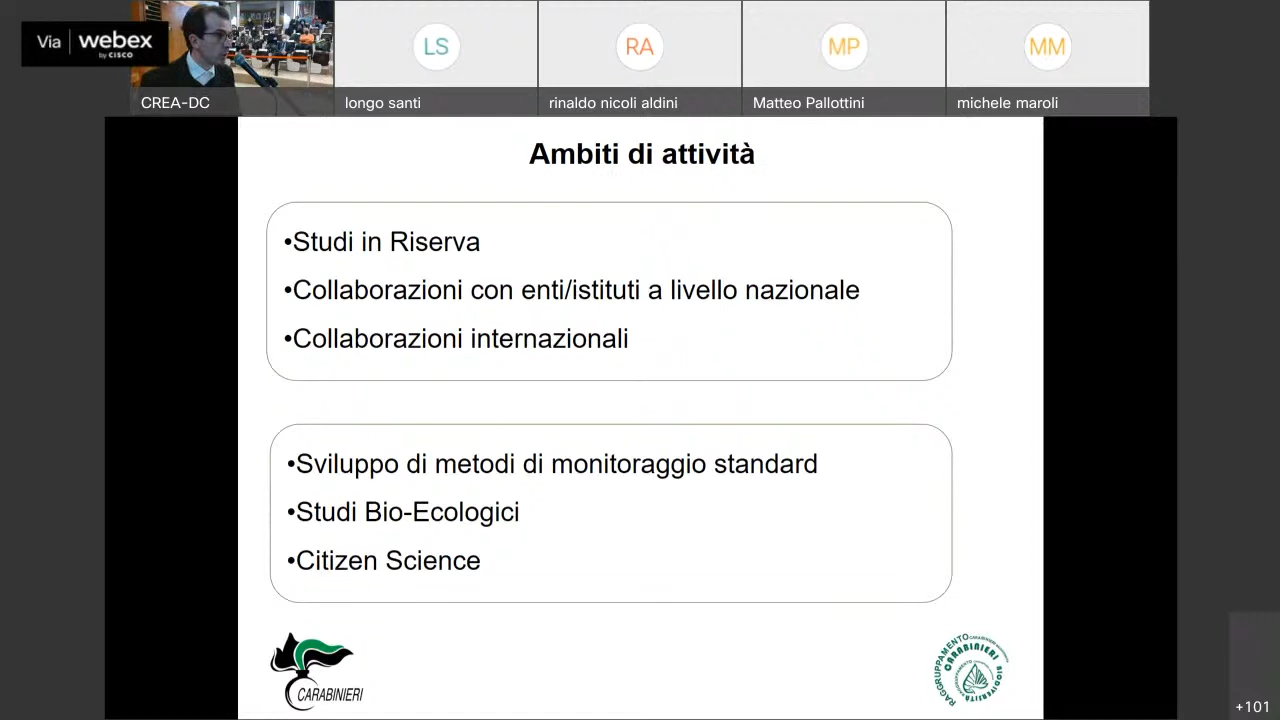 Via webex
by CISCO
LS
RA
MP
MM
CREA-DC
longo santi
rinaldo nicoli aldini
Matteo Pallottini
michele maroli
Ambiti di attività
•Studi in Riserva
•Collaborazioni con enti/istituti a livello nazionale
•Collaborazioni internazionali
•Sviluppo di metodi di monitoraggio standard
•Studi Bio-Ecologici
•Citizen Science
CARABINIERI
RAGGRUPPAMENTO
CARABINIERI
BIODIVERSITÀ
+101